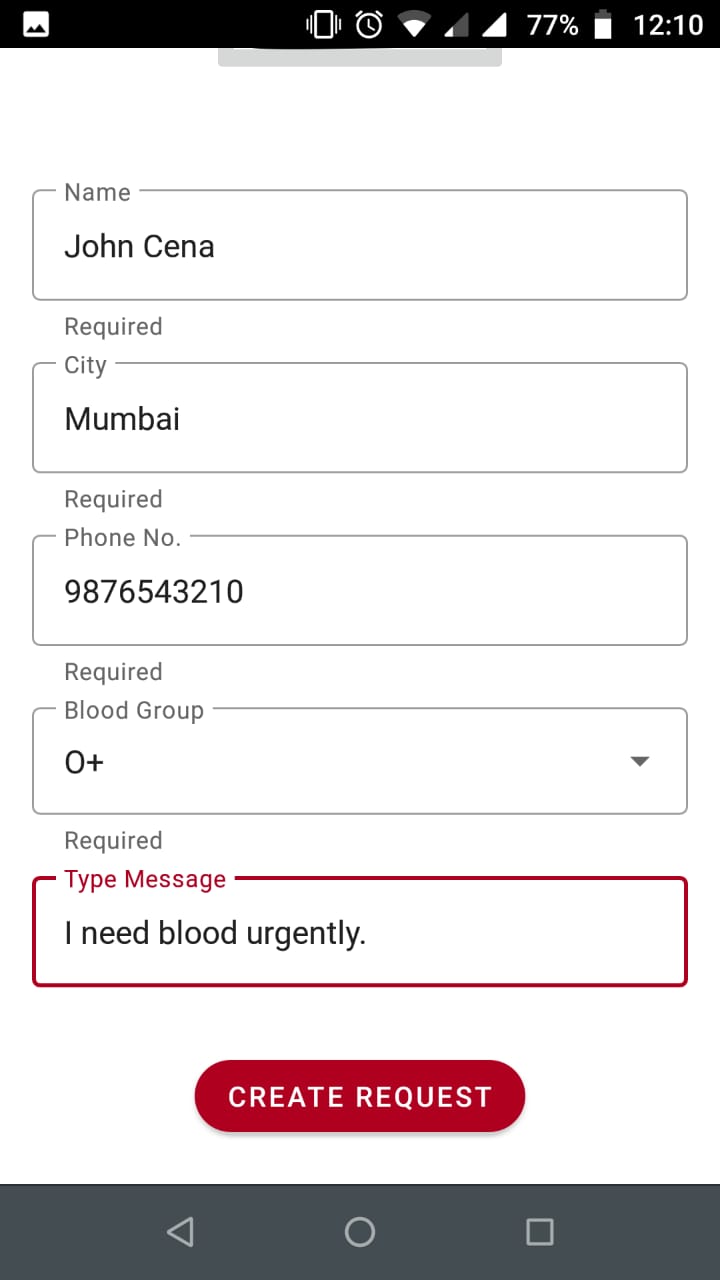 77% 12:10
Name
John Cena
Required
City
Mumbai
Required
Phone No.
9876543210
Required
Blood Group
O+
Required
Type Message
I need blood urgently.
CREATE REQUEST